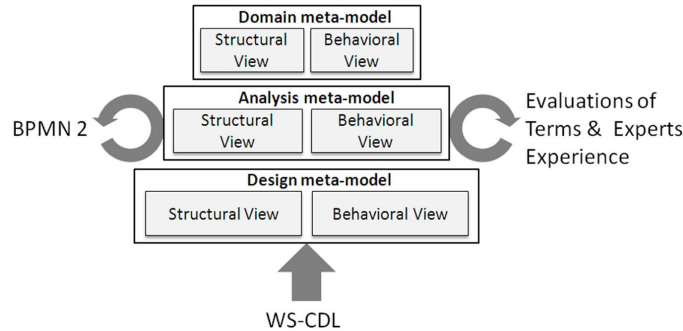 Domain meta-model
Structural
View
Behavioral
View
Analysis meta-model
Structural
View
Behavioral
View
BPMN 2
Evaluations of
Terms & Experts
Experience
Design meta-model
Structural View
Behavioral View
WS-CDL